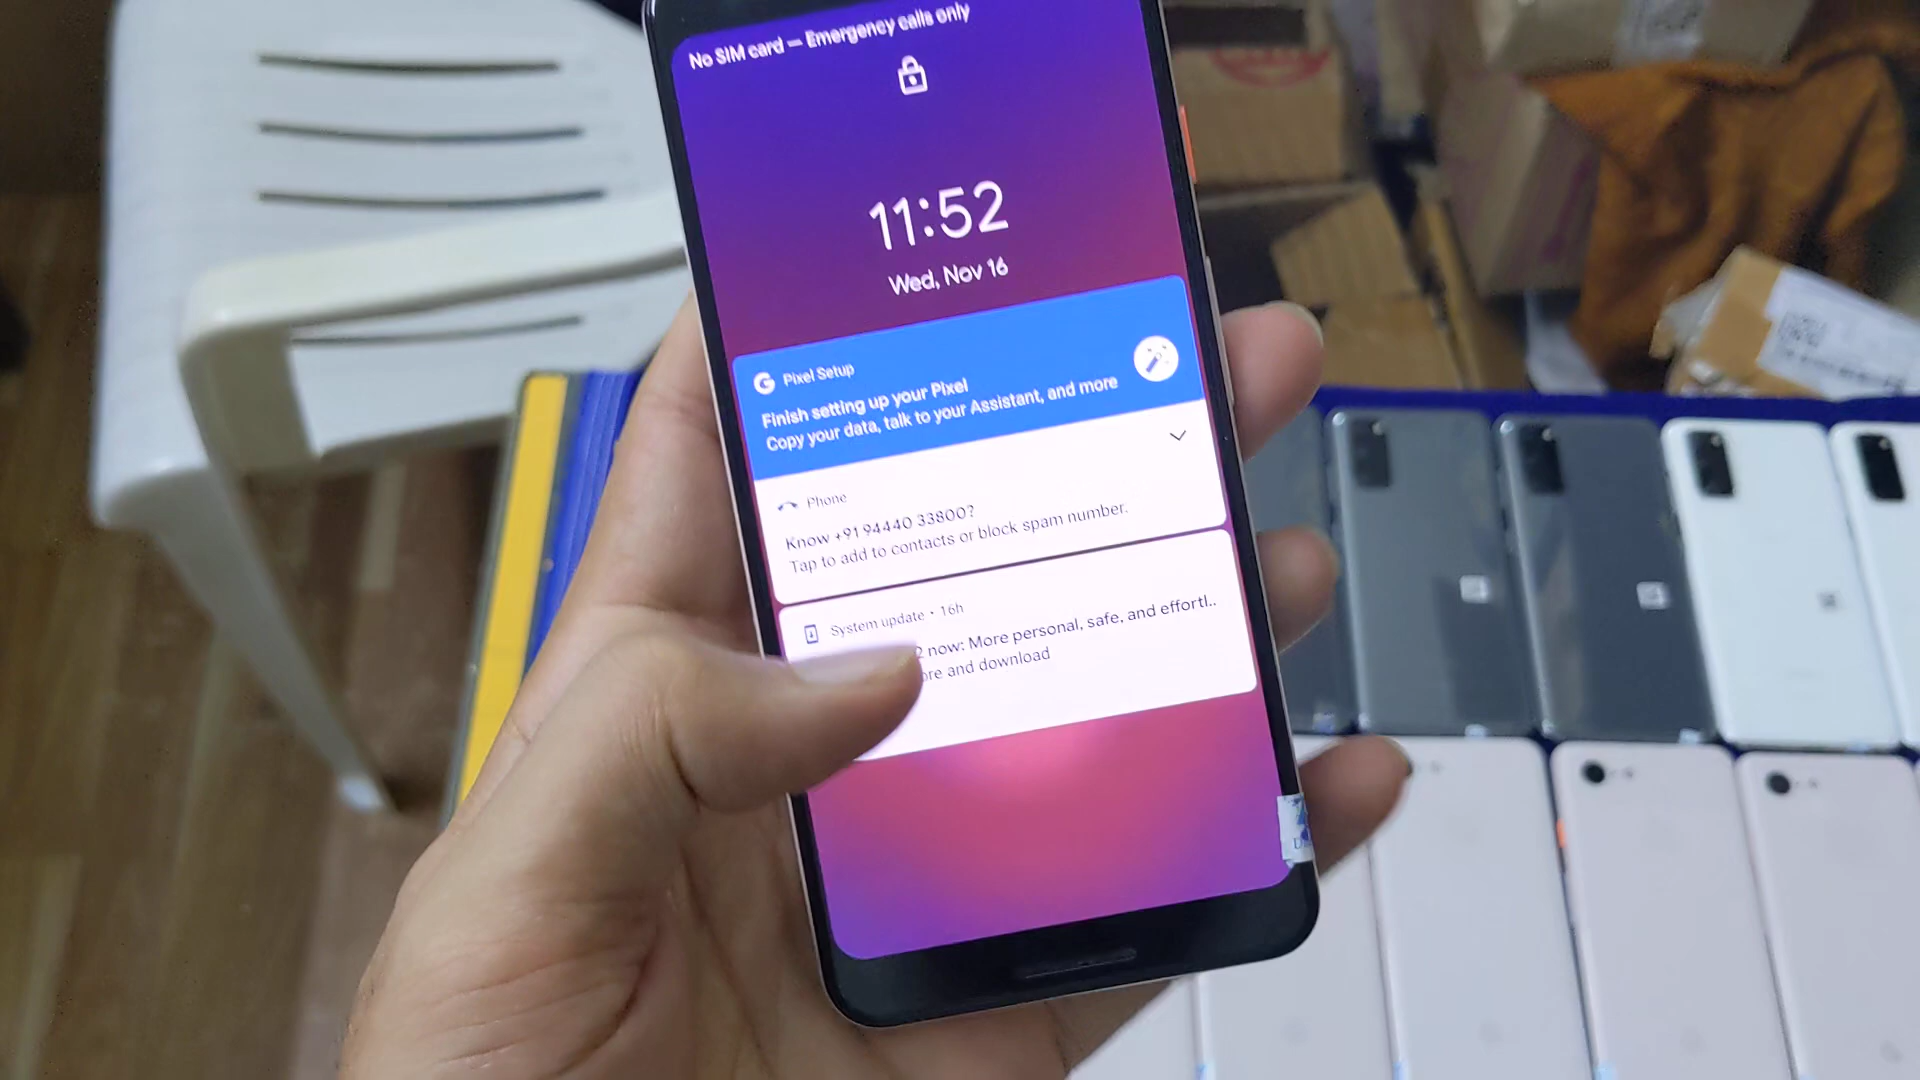 No SIM card — Emergency calls only
11:52
Wed, Nov 16
G Pixel Setup
Finish setting up your Pixel
Copy your data, talk to your Assistant, and more
Phone
Know +91 94440 33800?
Tap to add to contacts or block spam number.
System update • 16h
2 now: More personal, safe, and effortl..
and download